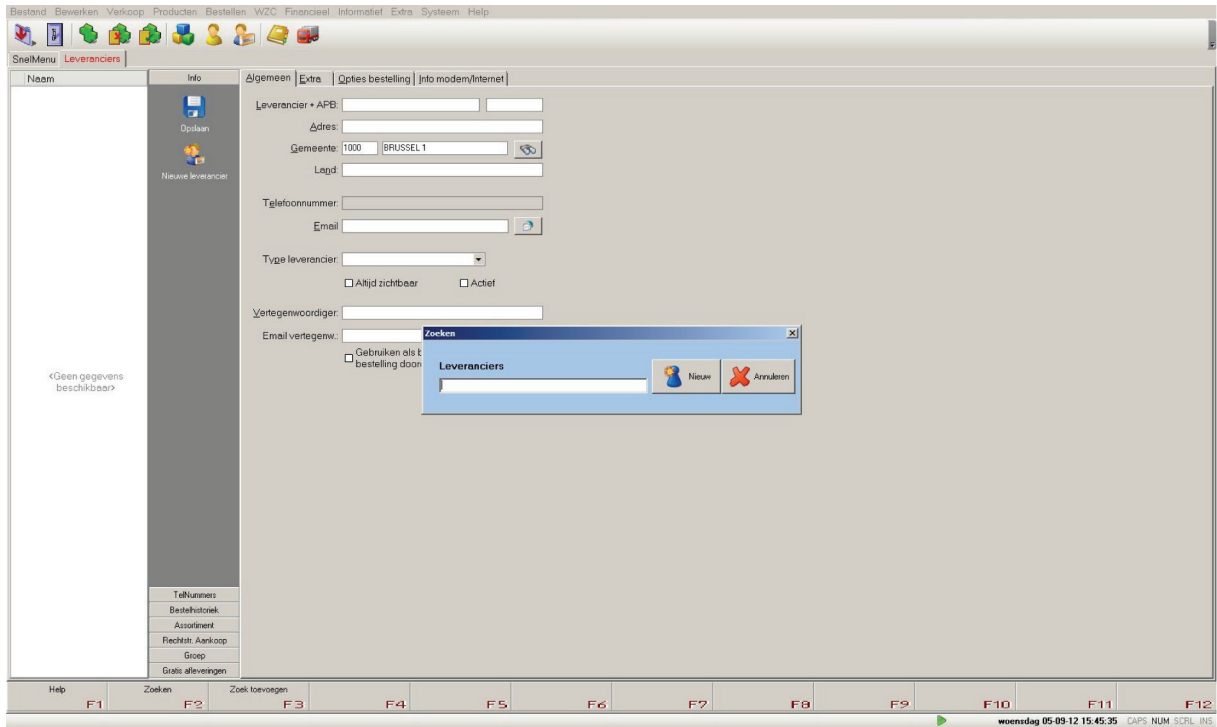 Bestand Bewerken Verkoop Producten Bestellen WZC Financieel Informatief Extra Systeem Help
SnelMenu Leveranciers
Naam
<Geen gegevens
beschikbaar>
Info
Opslaan
Nieuwe leverancier
TelNummers
Bestelhistoriek
Assortiment
Rechtstr. Aankoop
Groep
Gratis afleveringen
Algemeen Extra Opties bestelling Info modem/Internet
Leverancier + APB:
Adres:
Gemeente: 1000 BRUSSEL 1
Land:
Telefoonnummer:
Email
Type leverancier:
Altijd zichtbaar Actief
Vertegenwoordiger:
Email vertegenw.:
Gebruiken als b
bestelling door
Zoeken
Leveranciers
Nieuw Annuleren
Help Zoeken Zoek toevoegen
F1 F2 F3 F4 F5 F6 F7 F8 F9 F10 F11 F12
woensdag 05-09-12 15:45:35 CAPS NUM SCRL INS